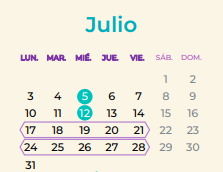 Julio
LUN. MAR. MIÉ. JUE. VIE. SÁB. DOM.
1 2
3 4 5 6 7 8 9
10 11 12 13 14 15 16
17 18 19 20 21 22 23
24 25 26 27 28 29 30
31